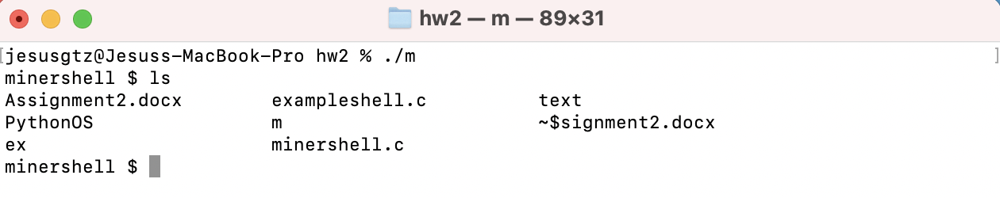 hw2 — m — 89×31
[jesusgtz@Jesuss-MacBook-Pro hw2 % ./m ]
minershell $ ls
Assignment2.docx exampleshell.c text
PythonOS m ~$signment2.docx
ex minershell.c
minershell $